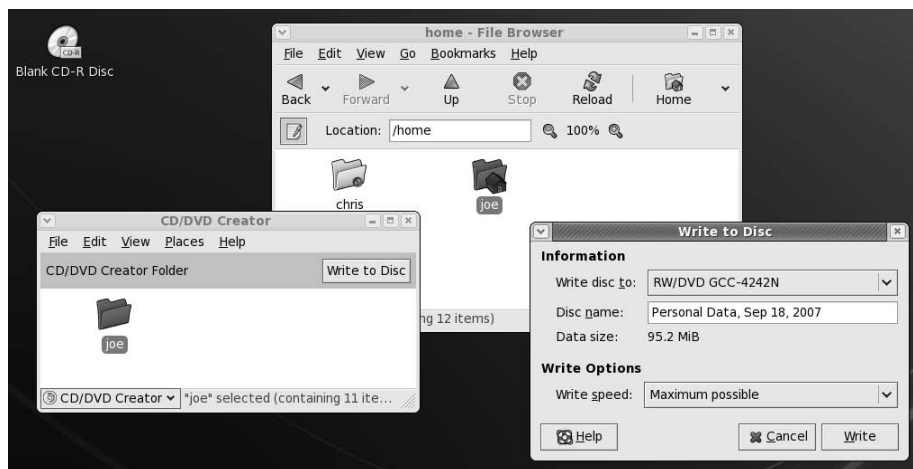 Blank CD-R Disc
CD-R
home - File Browser
File Edit View Go Bookmarks Help
Back Forward Up Stop Reload Home
Location: /home 100%
chris joe
ng 12 items)
CD/DVD Creator
File Edit View Places Help
CD/DVD Creator Folder Write to Disc
joe
CD/DVD Creator "joe" selected (containing 11 ite...
Write to Disc
Information
Write disc to: RW/DVD GCC-4242N
Disc name: Personal Data, Sep 18, 2007
Data size: 95.2 MiB
Write Options
Write speed: Maximum possible
Help Cancel Write